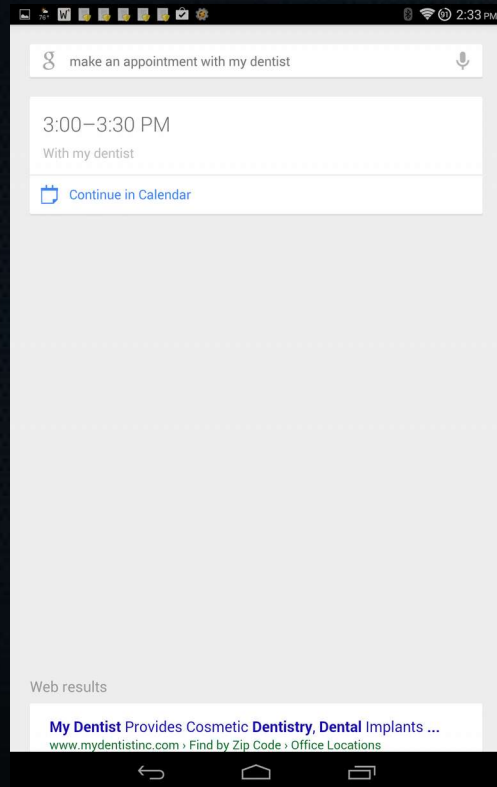 76°
W
91
2:33 PM
g make an appointment with my dentist
3:00–3:30 PM
With my dentist
Continue in Calendar
Web results
My Dentist Provides Cosmetic Dentistry, Dental Implants ...
www.mydentistinc.com › Find by Zip Code › Office Locations